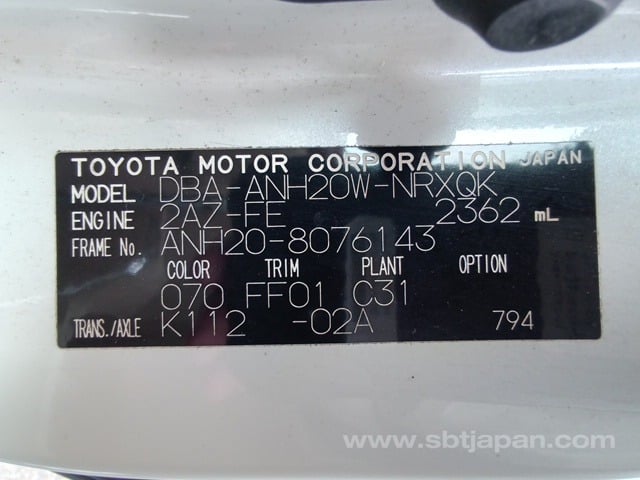 TOYOTA MOTOR CORPORATION JAPAN
MODEL DBA-ANH20W-NRXQK
ENGINE 2AZ-FE 2362 mL
FRAME No. ANH20-8076143
COLOR TRIM PLANT OPTION
070 FF01 C31
TRANS./AXLE K112 -02A 794
www.sbtjapan.com